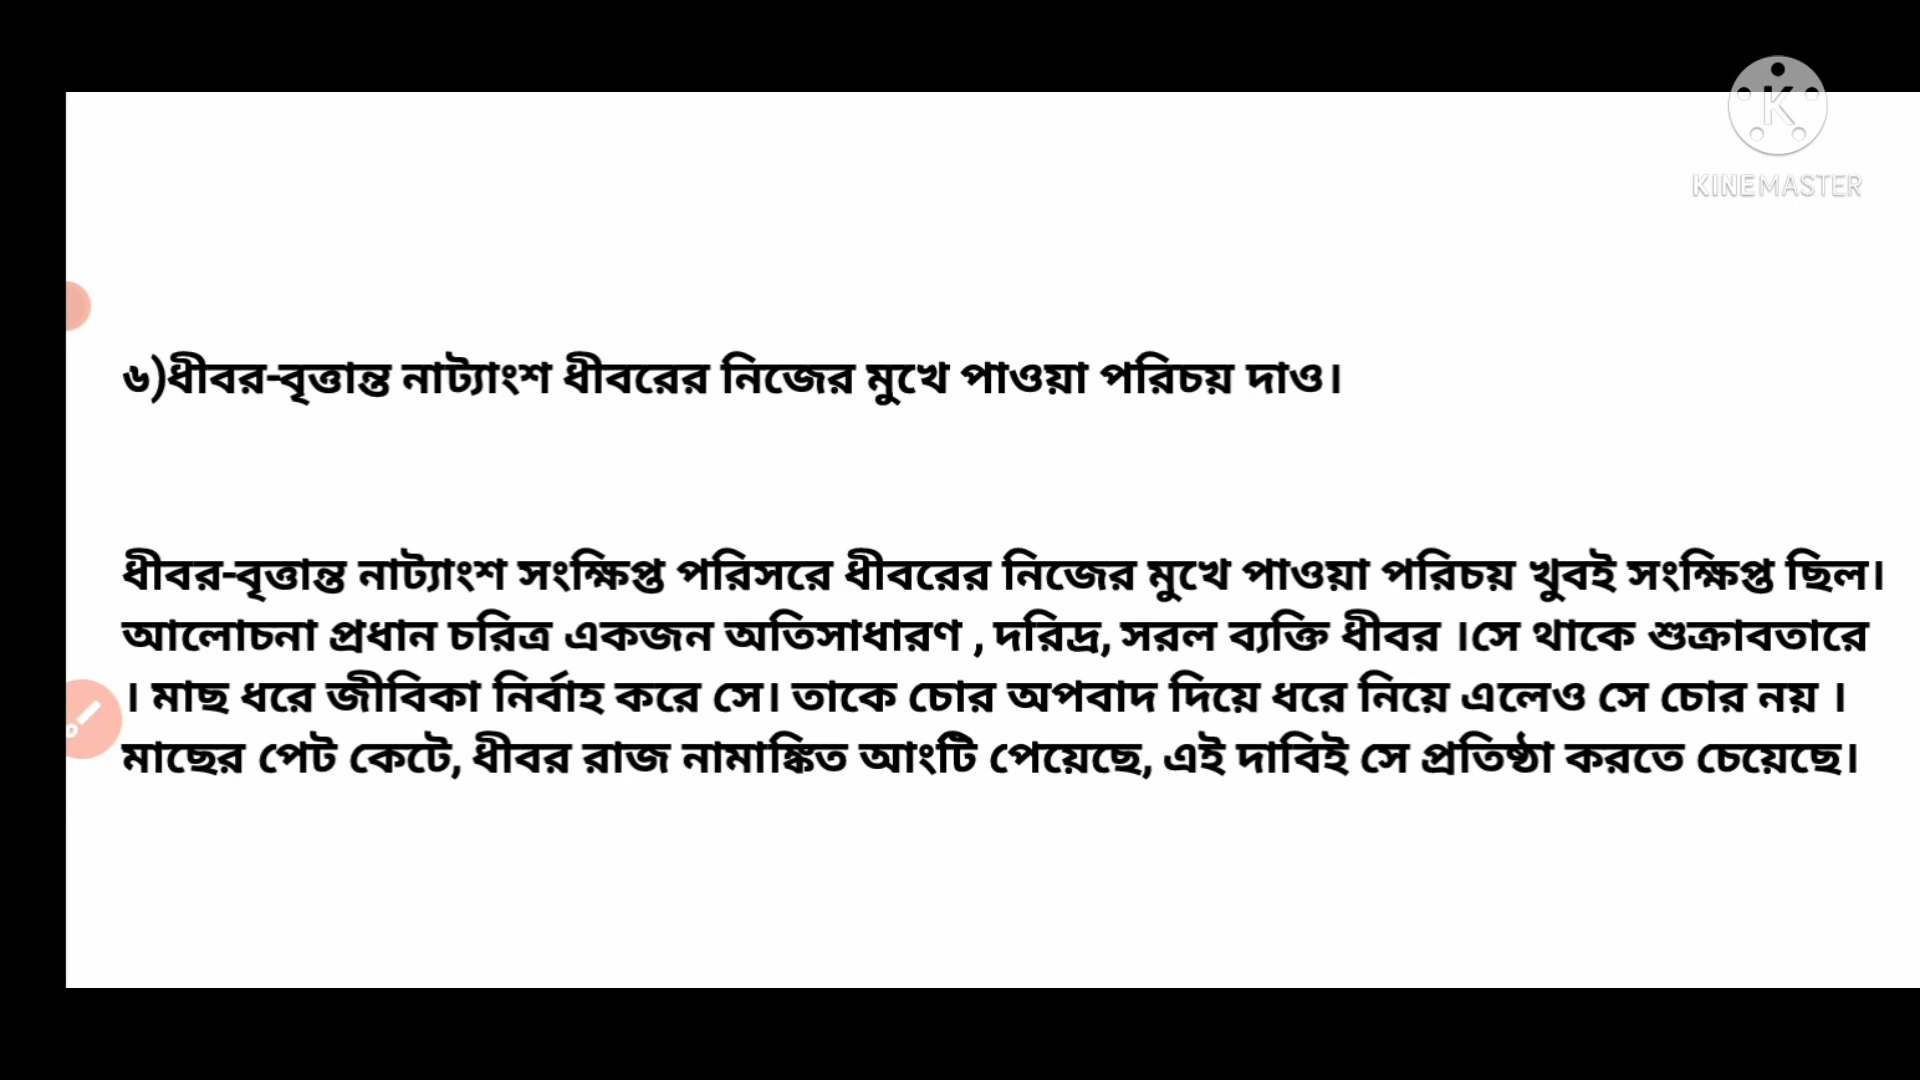 KINEMASTER
৬)ধীবর-বৃত্তান্ত নাট্যাংশ ধীবরের নিজের মুখে পাওয়া পরিচয় দাও।
ধীবর-বৃত্তান্ত নাট্যাংশ সংক্ষিপ্ত পরিসরে ধীবরের নিজের মুখে পাওয়া পরিচয় খুবই সংক্ষিপ্ত ছিল।
আলোচনা প্রধান চরিত্র একজন অতিসাধারণ , দরিদ্র, সরল ব্যক্তি ধীবর ।সে থাকে শুক্রাবতারে
। মাছ ধরে জীবিকা নির্বাহ করে সে। তাকে চোর অপবাদ দিয়ে ধরে নিয়ে এলেও সে চোর নয় ।
মাছের পেট কেটে, ধীবর রাজ নামাঙ্কিত আংটি পেয়েছে, এই দাবিই সে প্রতিষ্ঠা করতে চেয়েছে।